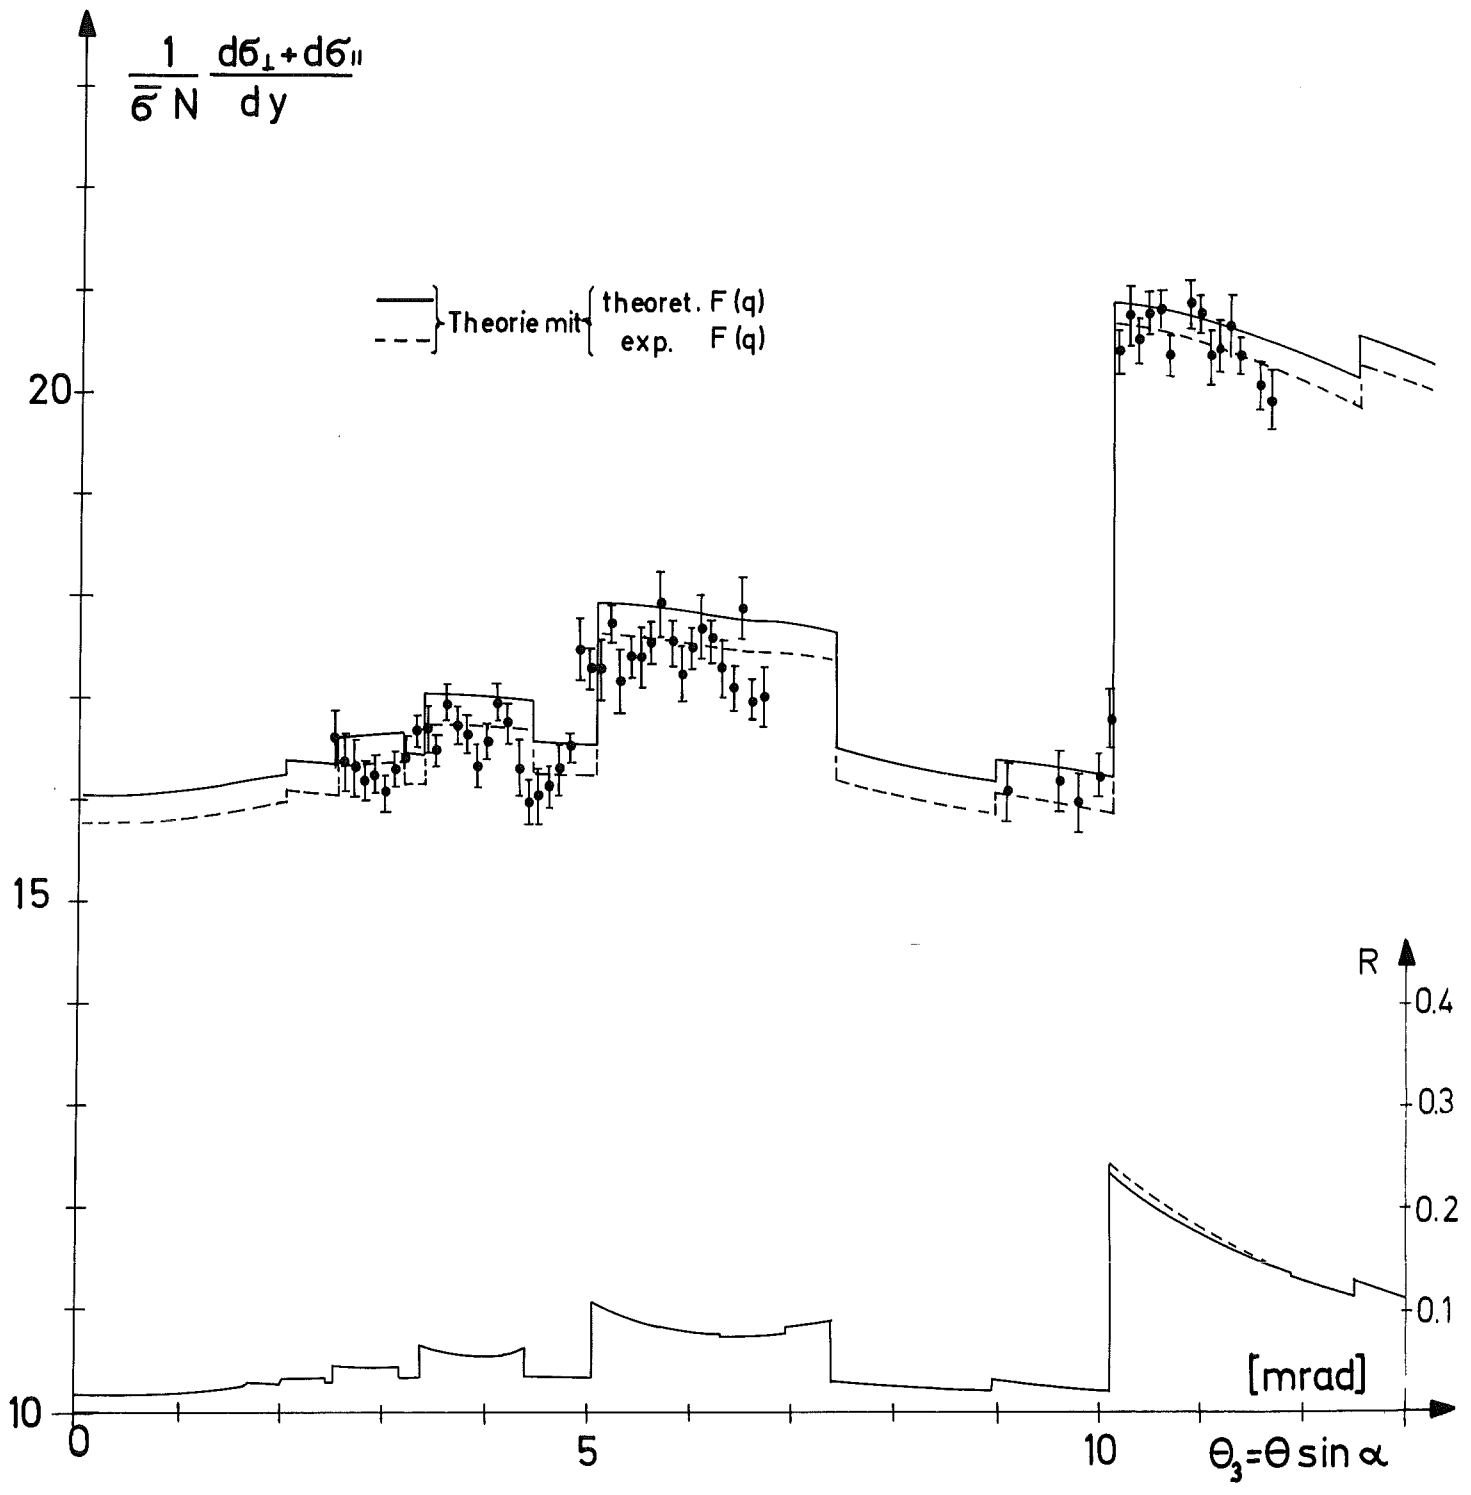 1 dσ⊥+dσ∥
σ̅ N dy
Theorie mit
theoret. F(q)
exp. F(q)
20
15
10
R
0.4
0.3
0.2
0.1
[mrad]
0 5 10 θ₃=θ sin α